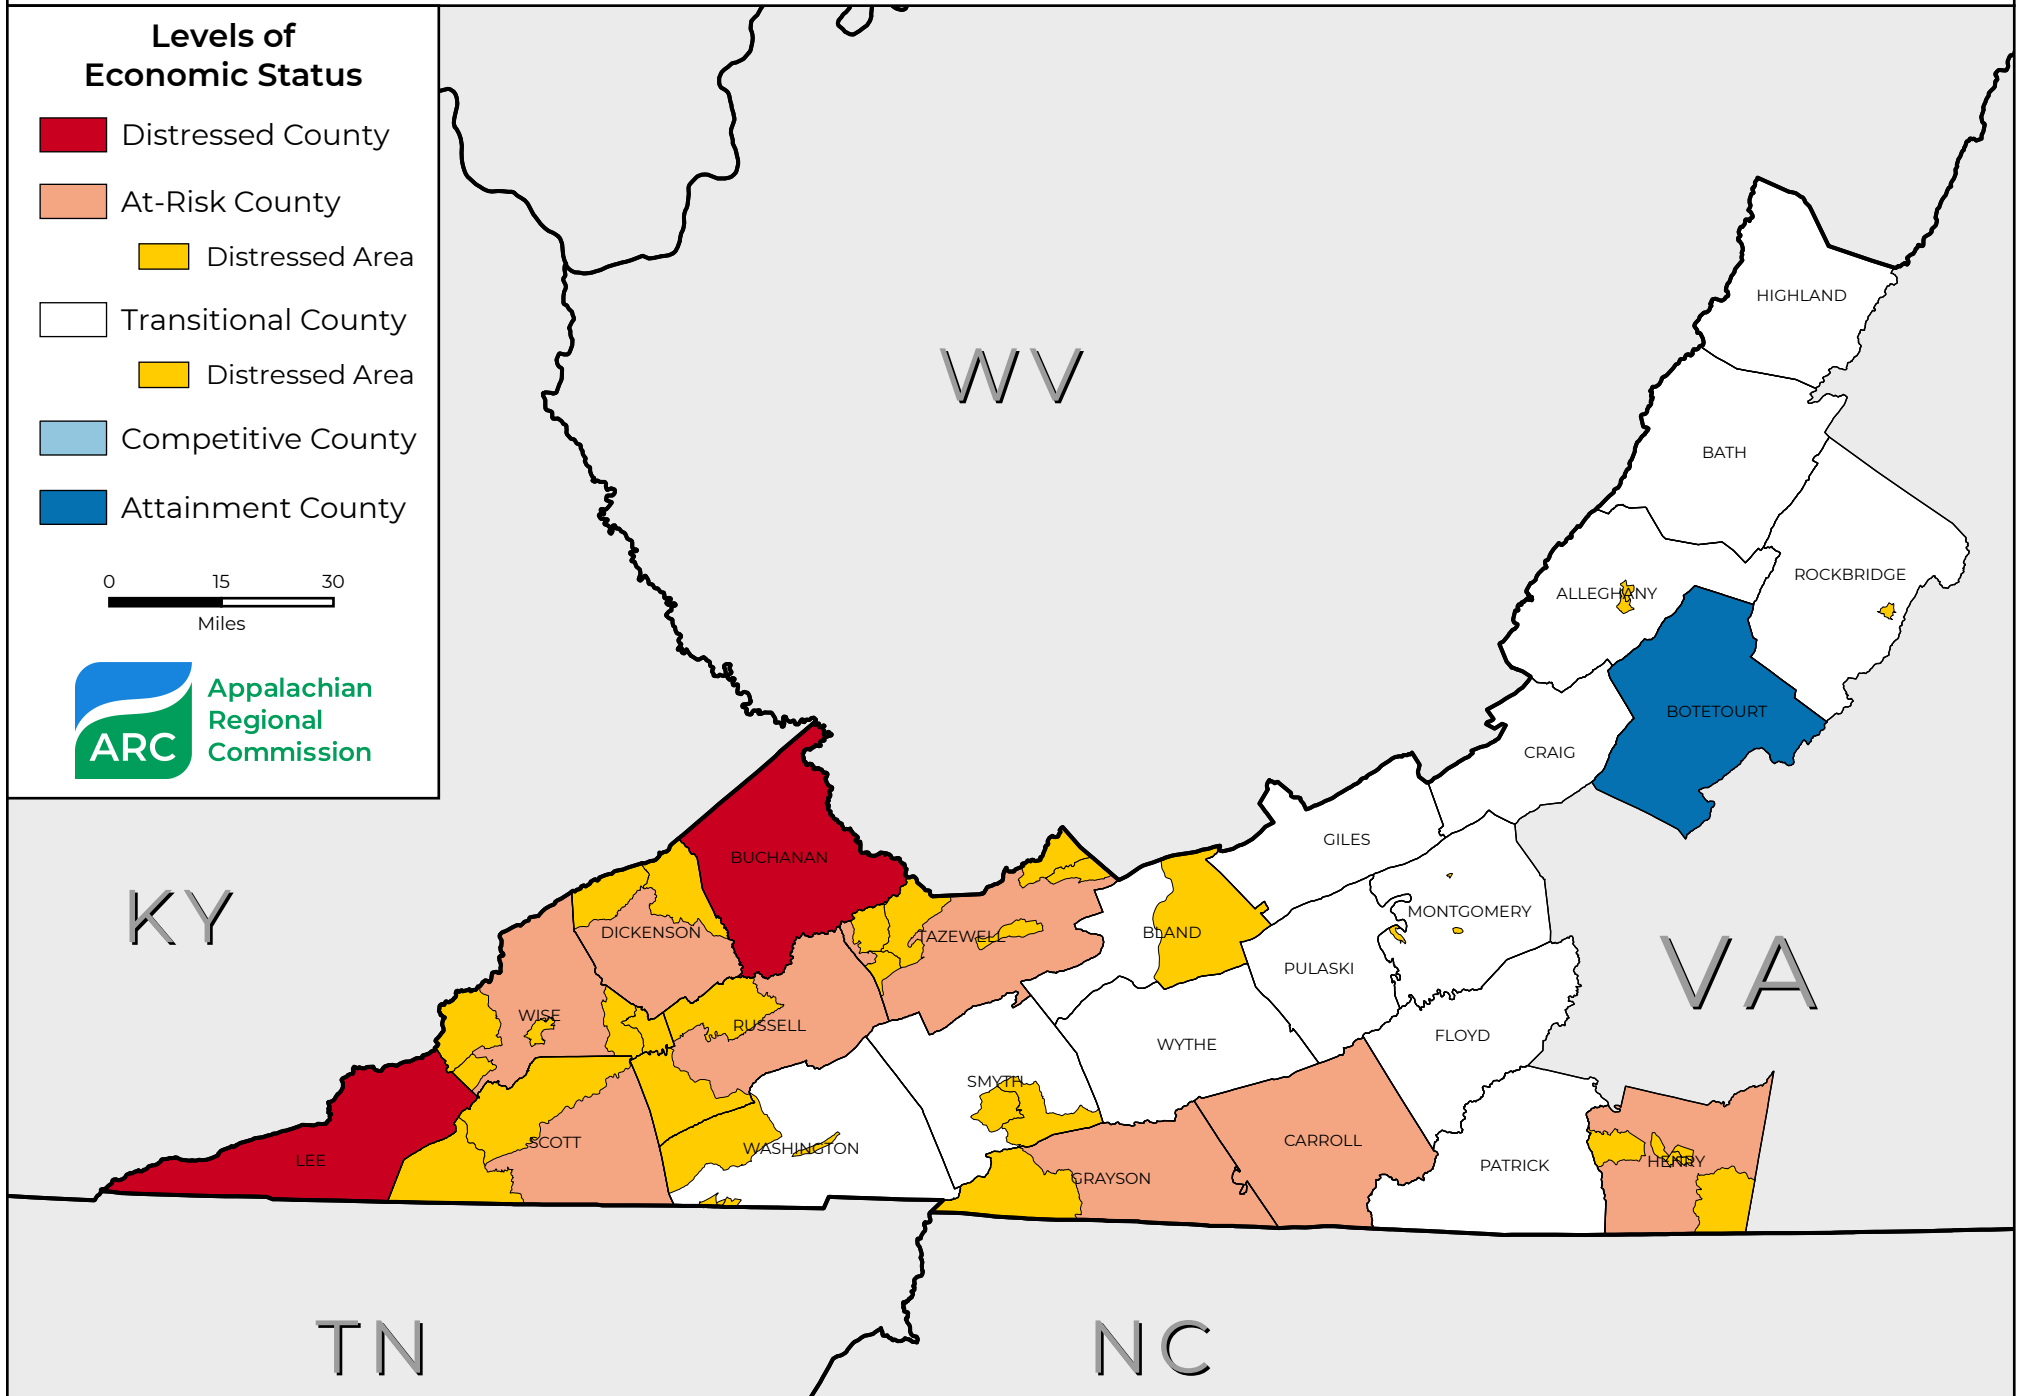 Levels of
Economic Status
Distressed County
At-Risk County
Distressed Area
Transitional County
Distressed Area
Competitive County
Attainment County
0 15 30
Miles
ARC
Appalachian
Regional
Commission
HIGHLAND
WV
BATH
ROCKBRIDGE
ALLEGHANY
BOTETOURT
CRAIG
GILES
BUCHANAN
KY
MONTGOMERY
DICKENSON
TAZEWELL
BLAND
PULASKI
VA
WISE
RUSSELL
FLOYD
WYTHE
SMYTH
SCOTT
WASHINGTON
CARROLL
LEE
HENRY
PATRICK
GRAYSON
TN
NC